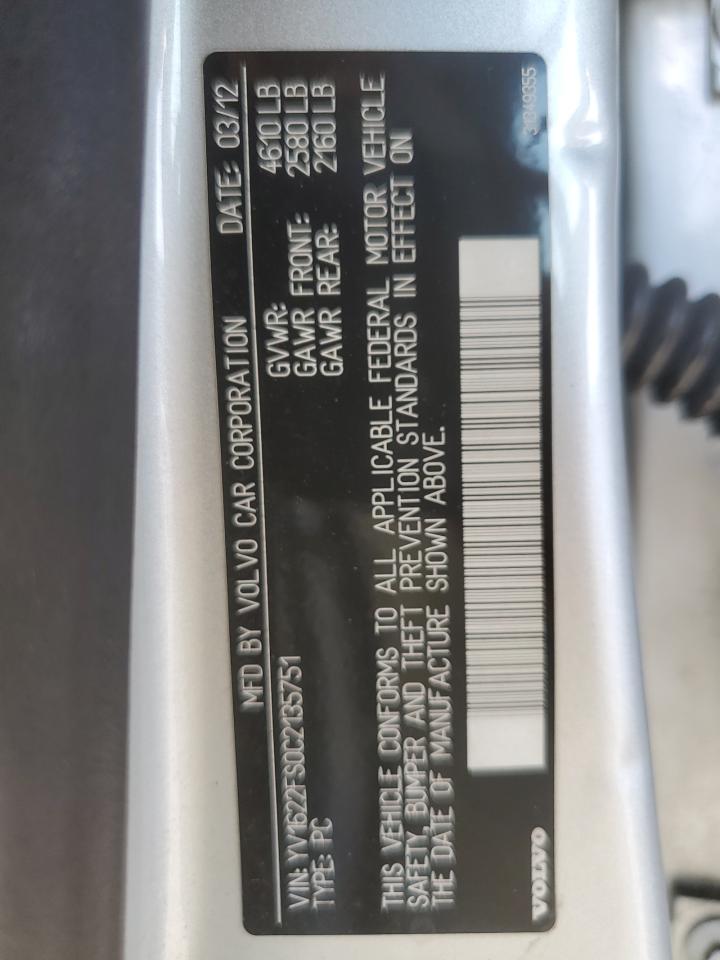 MFD BY VOLVO CAR CORPORATION DATE: 03/12
GVWR: 4610 LB
VIN: YV1622FS0C2135751 GAWR FRONT: 2580 LB
TYPE: PC GAWR REAR: 2160 LB
THIS VEHICLE CONFORMS TO ALL APPLICABLE FEDERAL MOTOR VEHICLE
SAFETY, BUMPER AND THEFT PREVENTION STANDARDS IN EFFECT ON
THE DATE OF MANUFACTURE SHOWN ABOVE.
VOLVO 31349355